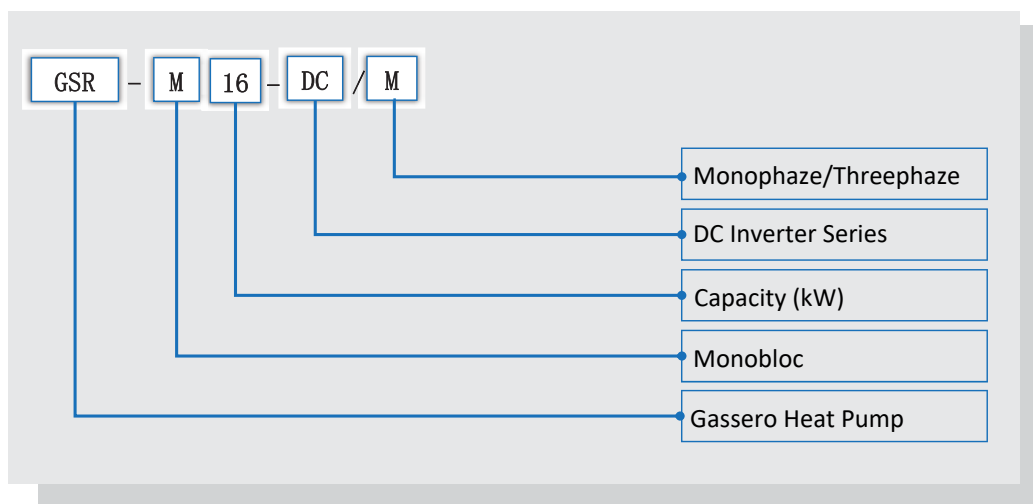 GSR - M 16 - DC / M
Monophaze/Threephaze
DC Inverter Series
Capacity (kW)
Monobloc
Gassero Heat Pump